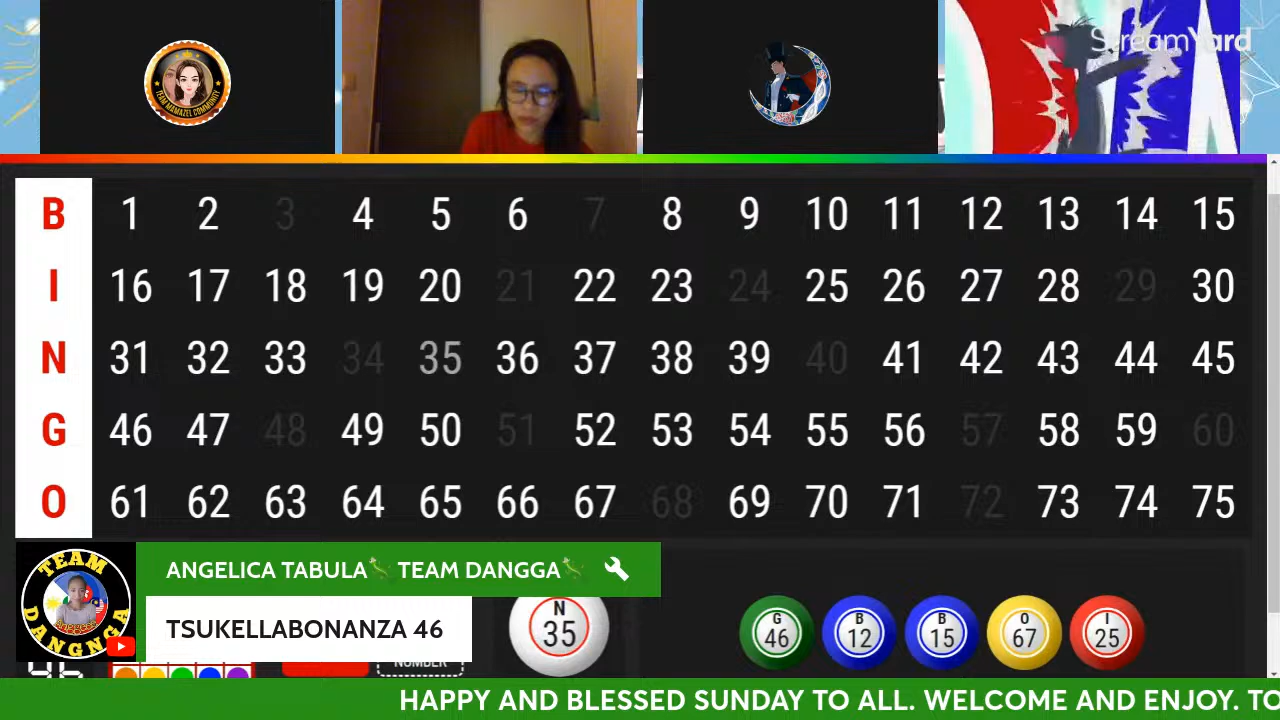 TEAM MAMAZEL COMMUNITY
StreamYard
B 1 2 3 4 5 6 7 8 9 10 11 12 13 14 15
I 16 17 18 19 20 21 22 23 24 25 26 27 28 29 30
N 31 32 33 34 35 36 37 38 39 40 41 42 43 44 45
G 46 47 48 49 50 51 52 53 54 55 56 57 58 59 60
O 61 62 63 64 65 66 67 68 69 70 71 72 73 74 75
TEAM DANGNGA
ANGELICA TABULA TEAM DANGGA
TSUKELLABONANZA 46
N 35
G 46
B 12
B 15
O 67
I 25
NUMBER
HAPPY AND BLESSED SUNDAY TO ALL. WELCOME AND ENJOY. TO